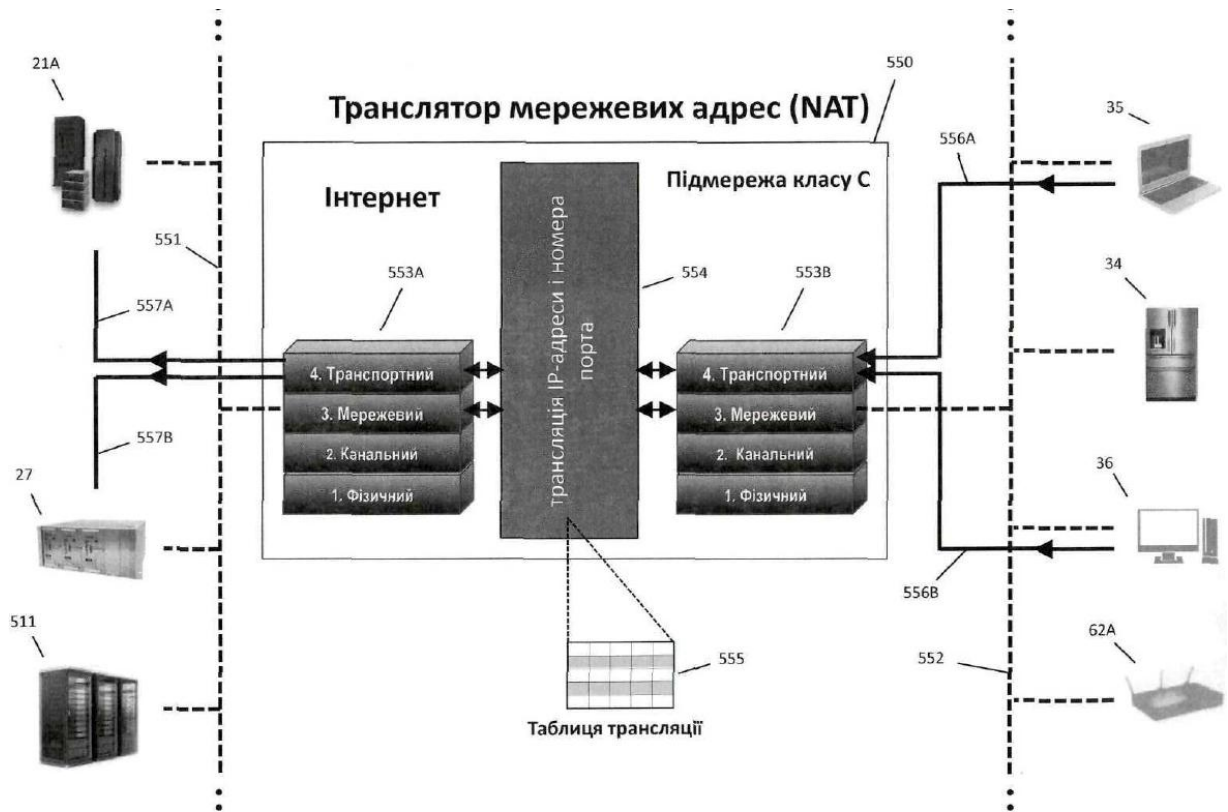 21A
550
Транслятор мережевих адрес (NAT)
35
556A
Підмережа класу C
Інтернет
551
553A
554
553B
34
557A
трансляція IP-адреси і номера
порта
4. Транспортний
3. Мережевий
2. Канальний
1. Фізичний
4. Транспортний
3. Мережевий
2. Канальний
1. Фізичний
557B
27
36
556B
511
555
552
62A
Таблиця трансляції